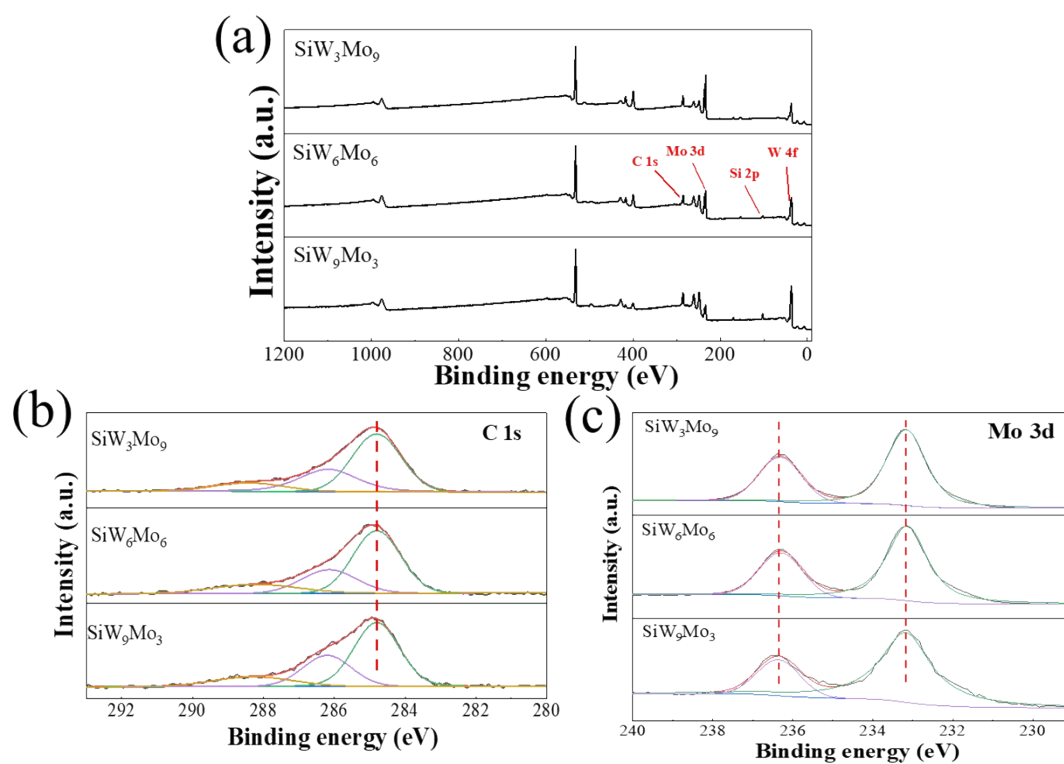 (a)
SiW₃Mo₉
SiW₆Mo₆
C 1s
Mo 3d
Si 2p
W 4f
SiW₉Mo₃
Intensity (a.u.)
1200 1000 800 600 400 200 0
Binding energy (eV)
(b)
C 1s
SiW₃Mo₉
SiW₆Mo₆
SiW₉Mo₃
Intensity (a.u.)
292 290 288 286 284 282 280
Binding energy (eV)
(c)
SiW₃Mo₉
Mo 3d
SiW₆Mo₆
SiW₉Mo₃
Intensity (a.u.)
240 238 236 234 232 230
Binding energy (eV)